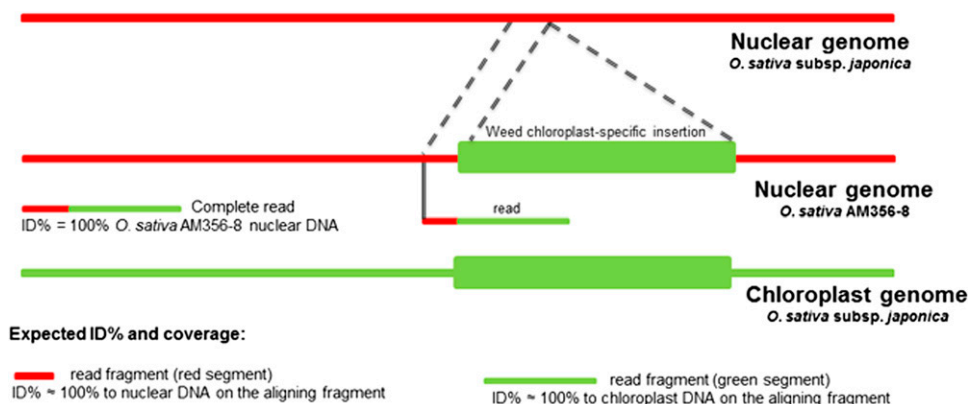 Nuclear genome
O. sativa subsp. japonica
Weed chloroplast-specific insertion
Nuclear genome
O. sativa AM356-8
Complete read
ID% = 100% O. sativa AM356-8 nuclear DNA
read
Chloroplast genome
O. sativa subsp. japonica
Expected ID% and coverage:
read fragment (red segment)
ID% ≈ 100% to nuclear DNA on the aligning fragment
read fragment (green segment)
ID% ≈ 100% to chloroplast DNA on the aligning fragment